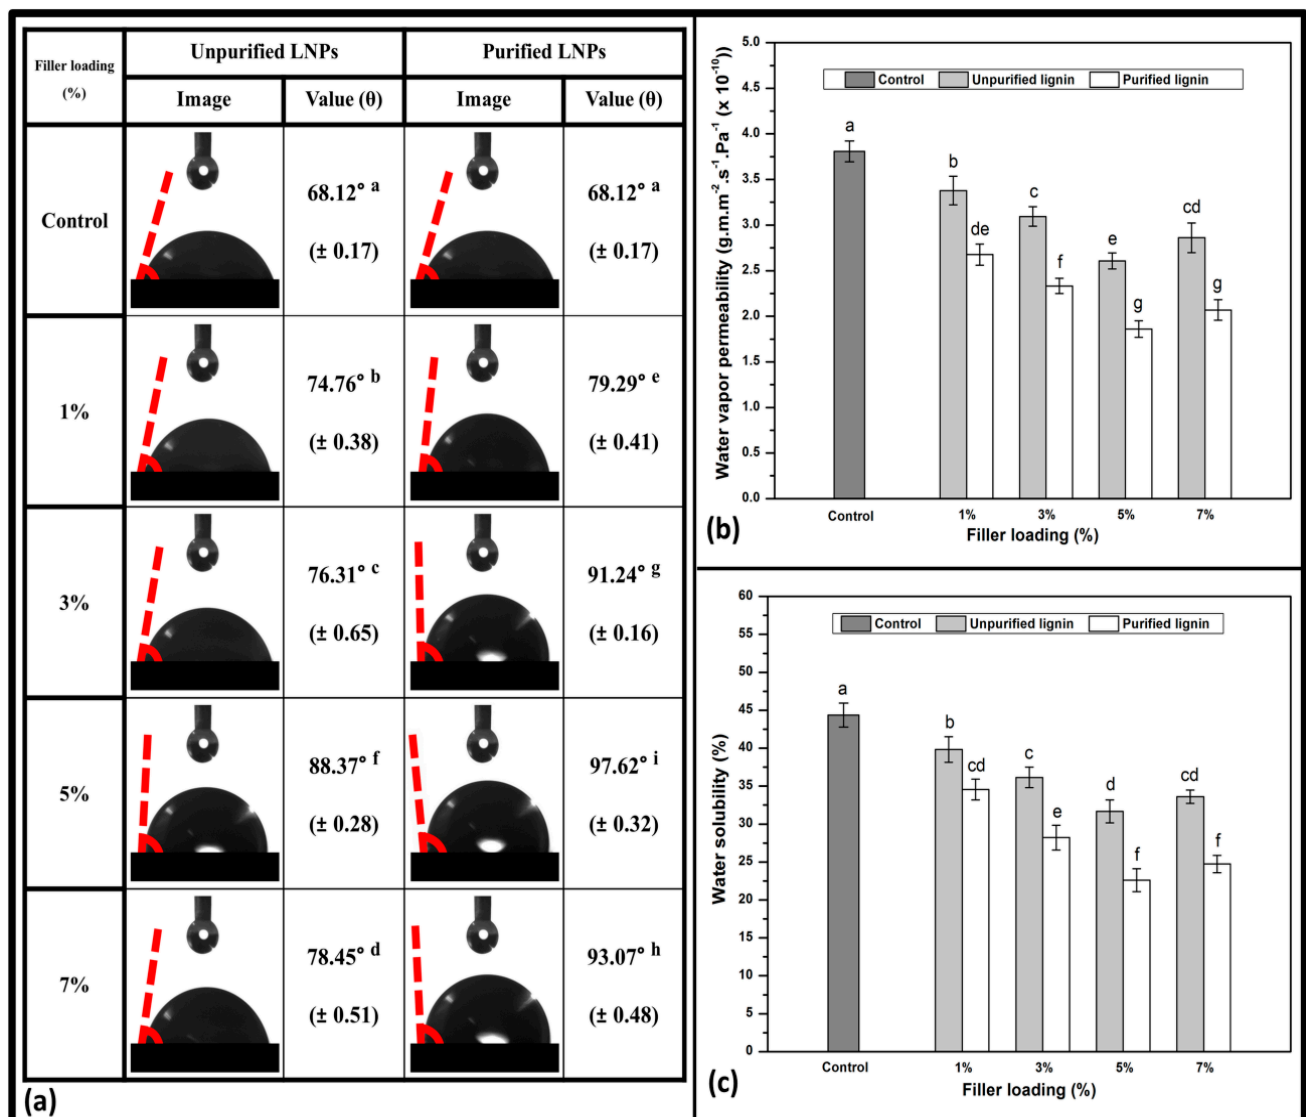 Filler loading
(%)
Unpurified LNPs
Purified LNPs
Image
Value (θ)
Image
Value (θ)
Control
68.12° a
(± 0.17)
68.12° a
(± 0.17)
1%
74.76° b
(± 0.38)
79.29° e
(± 0.41)
3%
76.31° c
(± 0.65)
91.24° g
(± 0.16)
5%
88.37° f
(± 0.28)
97.62° i
(± 0.32)
7%
78.45° d
(± 0.51)
93.07° h
(± 0.48)
(a)
Water vapor permeability (g.m.m⁻².s⁻¹.Pa⁻¹ (x 10⁻¹⁰))
5.0
4.5
4.0
3.5
3.0
2.5
2.0
1.5
1.0
0.5
0.0
Control
Unpurified lignin
Purified lignin
a
b
de
c
f
e
g
cd
g
Control
1%
3%
5%
7%
Filler loading (%)
(b)
Water solubility (%)
60
55
50
45
40
35
30
25
20
15
10
5
0
Control
Unpurified lignin
Purified lignin
a
b
cd
c
e
d
f
cd
f
Control
1%
3%
5%
7%
Filler loading (%)
(c)